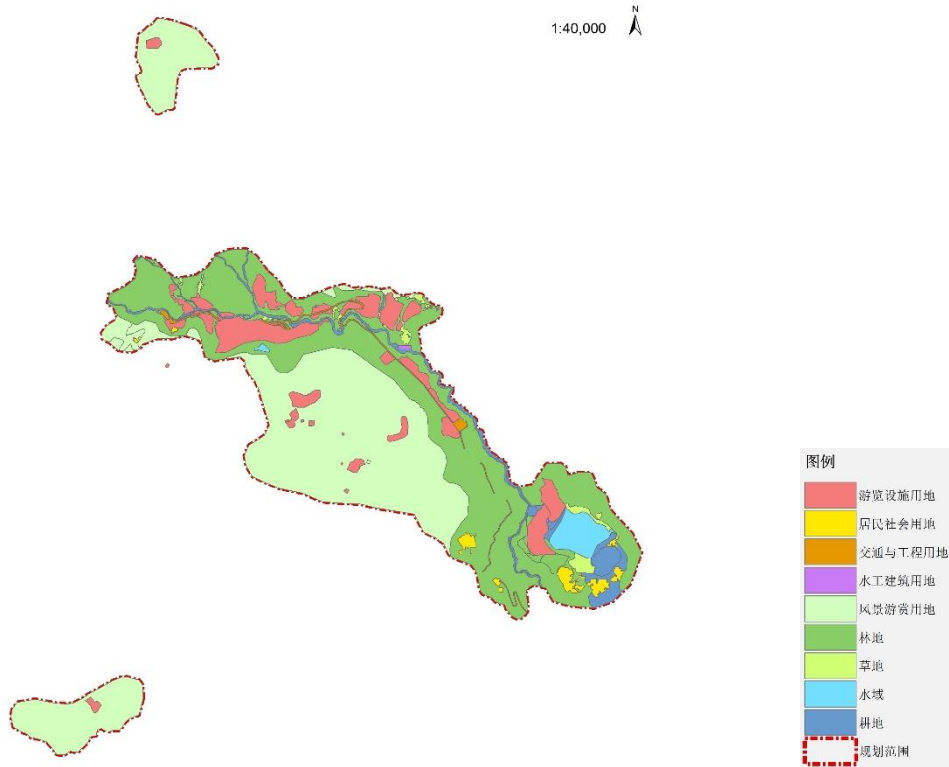 N
1:40,000
图例
游览设施用地
居民社会用地
交通与工程用地
水工建筑用地
风景游赏用地
林地
草地
水域
耕地
规划范围